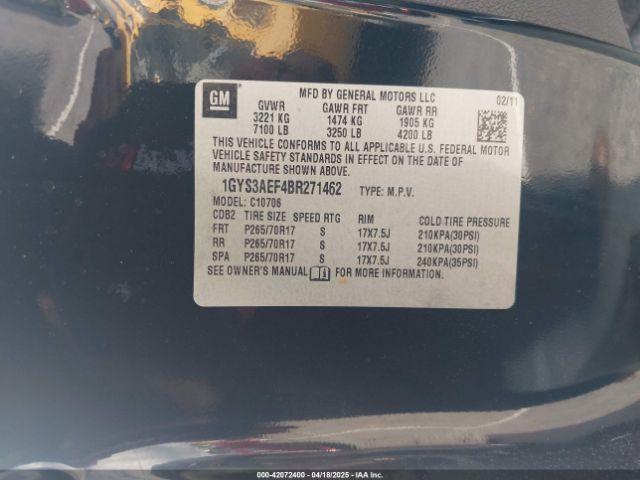 GM
MFD BY GENERAL MOTORS LLC
02/11
GVWR GAWR FRT GAWR RR
3221 KG 1474 KG 1905 KG
7100 LB 3250 LB 4200 LB
THIS VEHICLE CONFORMS TO ALL APPLICABLE U.S. FEDERAL MOTOR
VEHICLE SAFETY STANDARDS IN EFFECT ON THE DATE OF
MANUFACTURE SHOWN ABOVE.
1GYS3AEF4BR271462 TYPE: M.P.V.
MODEL: C10706
CDB2 TIRE SIZE SPEED RTG RIM COLD TIRE PRESSURE
FRT P265/70R17 S 17X7.5J 210KPA(30PSI)
RR P265/70R17 S 17X7.5J 210KPA(30PSI)
SPA P265/70R17 S 17X7.5J 240KPA(35PSI)
SEE OWNER'S MANUAL FOR MORE INFORMATION.
000-42072400 - 04/18/2025 - IAAI.COM